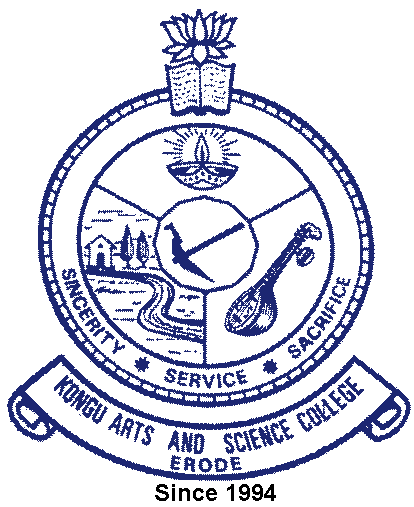 SINCERITY * SERVICE * SACRIFICE
KONGU ARTS AND SCIENCE COLLEGE
ERODE
Since 1994